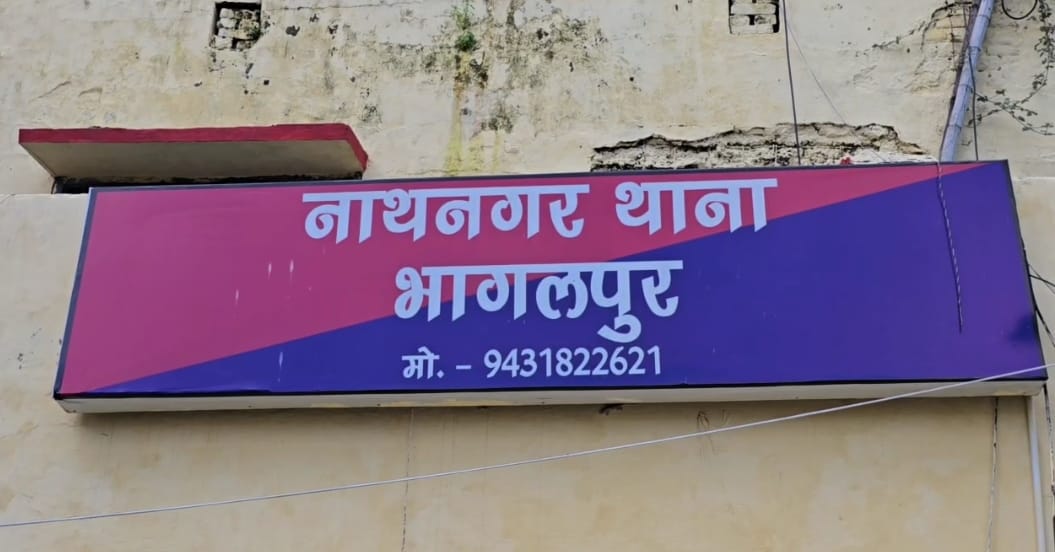 नाथनगर थाना
भागलपुर
मो. - 9431822621